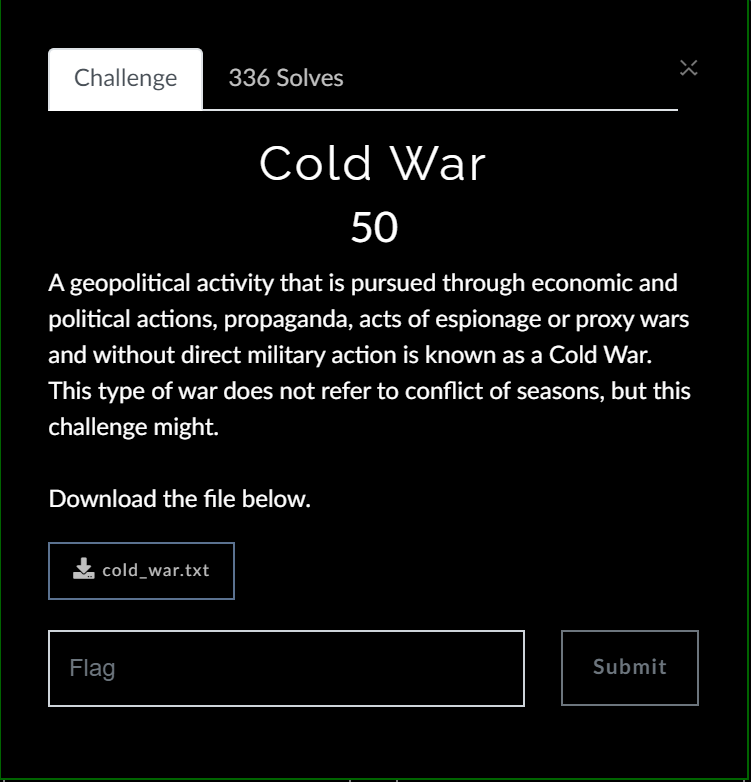 Challenge
336 Solves
Cold War
50
A geopolitical activity that is pursued through economic and
political actions, propaganda, acts of espionage or proxy wars
and without direct military action is known as a Cold War.
This type of war does not refer to conflict of seasons, but this
challenge might.
Download the file below.
cold_war.txt
Flag
Submit